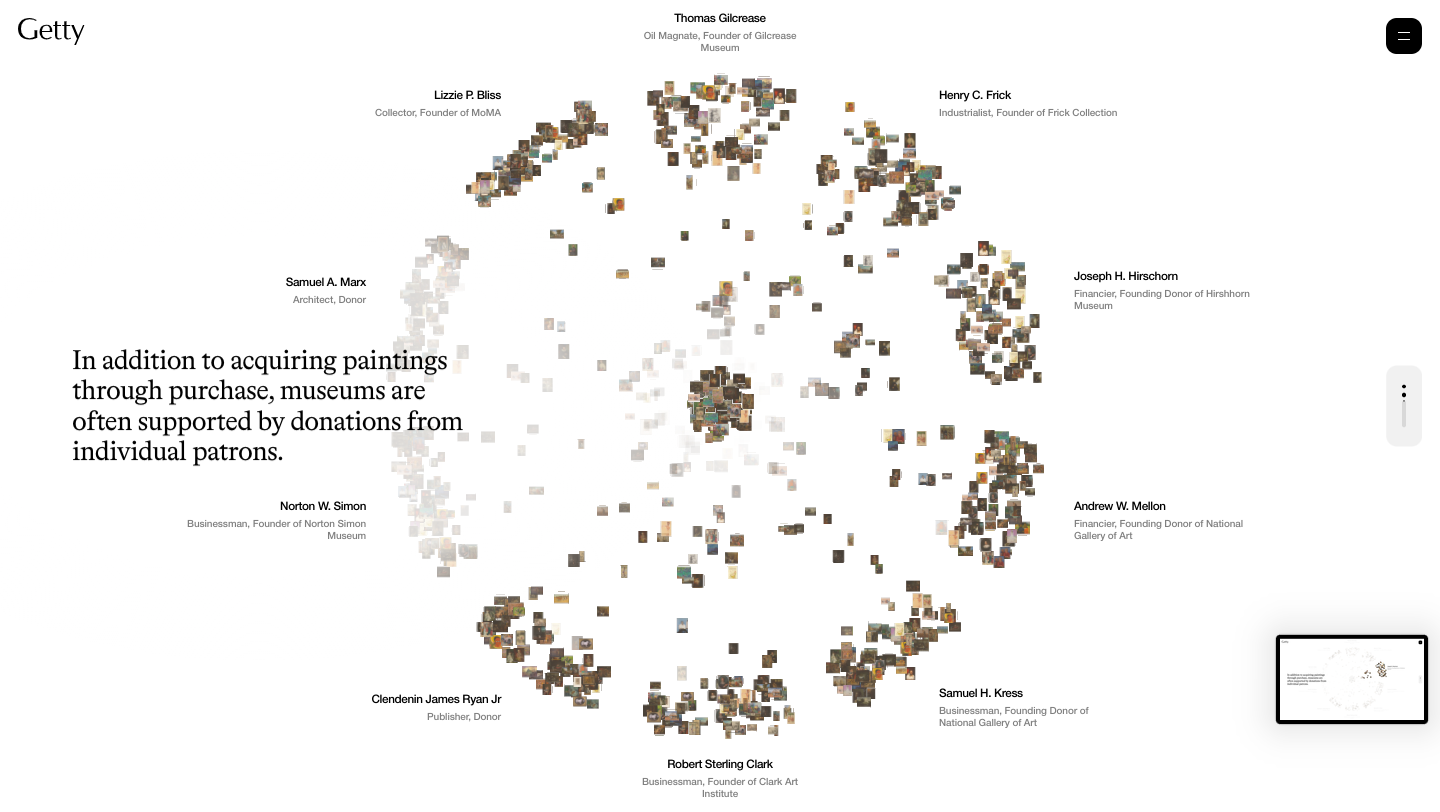 Getty
Thomas Gilcrease
Oil Magnate, Founder of Gilcrease
Museum
Lizzie P. Bliss
Collector, Founder of MoMA
Henry C. Frick
Industrialist, Founder of Frick Collection
Samuel A. Marx
Architect, Donor
Joseph H. Hirschorn
Financier, Founding Donor of Hirshhorn
Museum
In addition to acquiring paintings
through purchase, museums are
often supported by donations from
individual patrons.
Norton W. Simon
Businessman, Founder of Norton Simon
Museum
Andrew W. Mellon
Financier, Founding Donor of National
Gallery of Art
Clendenin James Ryan Jr
Publisher, Donor
Samuel H. Kress
Businessman, Founding Donor of
National Gallery of Art
Robert Sterling Clark
Businessman, Founder of Clark Art
Institute